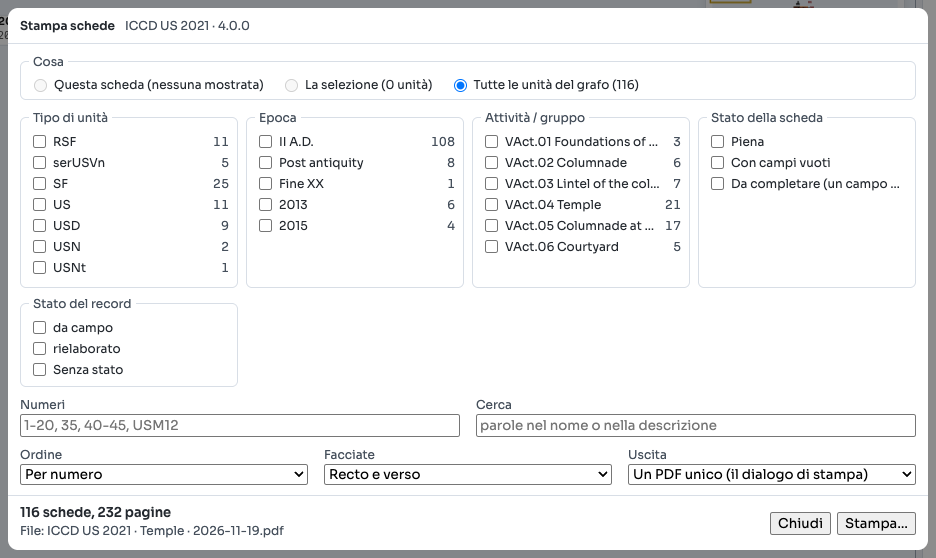 Stampa schede ICCD US 2021 · 4.0.0
Cosa
Questa scheda (nessuna mostrata) La selezione (0 unità) Tutte le unità del grafo (116)
Tipo di unità
RSF 11
serUSVn 5
SF 25
US 11
USD 9
USN 2
USNt 1
Epoca
II A.D. 108
Post antiquity 8
Fine XX 1
2013 6
2015 4
Attività / gruppo
VAct.01 Foundations of ... 3
VAct.02 Columnade 6
VAct.03 Lintel of the col... 7
VAct.04 Temple 21
VAct.05 Columnade at ... 17
VAct.06 Courtyard 5
Stato della scheda
Piena
Con campi vuoti
Da completare (un campo ...
Stato del record
da campo
rielaborato
Senza stato
Numeri
1-20, 35, 40-45, USM12
Cerca
parole nel nome o nella descrizione
Ordine
Per numero
Facciate
Recto e verso
Uscita
Un PDF unico (il dialogo di stampa)
116 schede, 232 pagine
File: ICCD US 2021 · Temple · 2026-11-19.pdf
Chiudi Stampa...